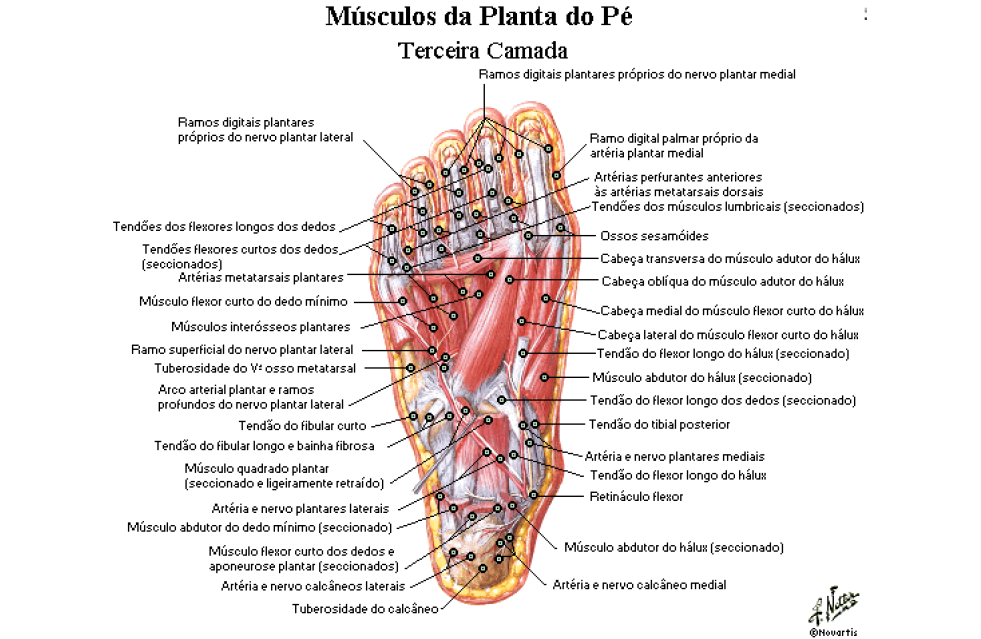 Músculos da Planta do Pé
Terceira Camada
Ramos digitais plantares próprios do nervo plantar medial
Ramos digitais plantares
próprios do nervo plantar lateral
Tendões dos flexores longos dos dedos
Tendões flexores curtos dos dedos
(seccionados)
Artérias metatarsais plantares
Músculo flexor curto do dedo mínimo
Músculos interósseos plantares
Ramo superficial do nervo plantar lateral
Tuberosidade do Vº osso metatarsal
Arco arterial plantar e ramos
profundos do nervo plantar lateral
Tendão do fibular curto
Tendão do fibular longo e bainha fibrosa
Músculo quadrado plantar
(seccionado e ligeiramente retraído)
Artéria e nervo plantares laterais
Músculo abdutor do dedo mínimo (seccionado)
Músculo flexor curto dos dedos e
aponeurose plantar (seccionados)
Artéria e nervo calcâneos laterais
Tuberosidade do calcâneo
Ramo digital palmar próprio da
artéria plantar medial
Artérias perfurantes anteriores
às artérias metatarsais dorsais
Tendões dos músculos lumbricais (seccionados)
Ossos sesamóides
Cabeça transversa do músculo adutor do hálux
Cabeça oblíqua do músculo adutor do hálux
Cabeça medial do músculo flexor curto do hálux
Cabeça lateral do músculo flexor curto do hálux
Tendão do flexor longo do hálux (seccionado)
Músculo abdutor do hálux (seccionado)
Tendão do flexor longo dos dedos (seccionado)
Tendão do tibial posterior
Artéria e nervo plantares mediais
Tendão do flexor longo do hálux
Retináculo flexor
Músculo abdutor do hálux (seccionado)
Artéria e nervo calcâneo medial
©Novartis